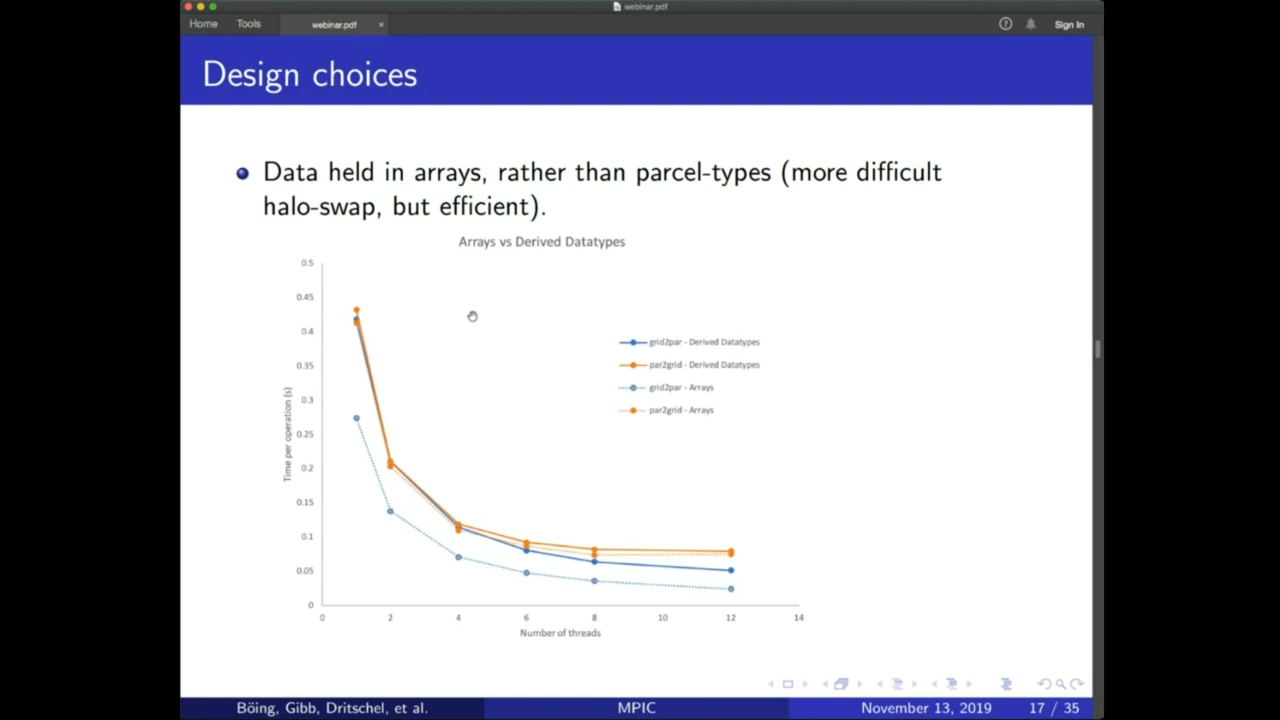 webinar.pdf
Home Tools webinar.pdf × ? Sign In
Design choices
Data held in arrays, rather than parcel-types (more difficult
halo-swap, but efficient).
Arrays vs Derived Datatypes
0.5
0.45
0.4
0.35
0.3
0.25
0.2
0.15
0.1
0.05
0
Time per operation (s)
grid2par - Derived Datatypes
par2grid - Derived Datatypes
grid2par - Arrays
par2grid - Arrays
0 2 4 6 8 10 12 14
Number of threads
Böing, Gibb, Dritschel, et al. MPIC November 13, 2019 17 / 35